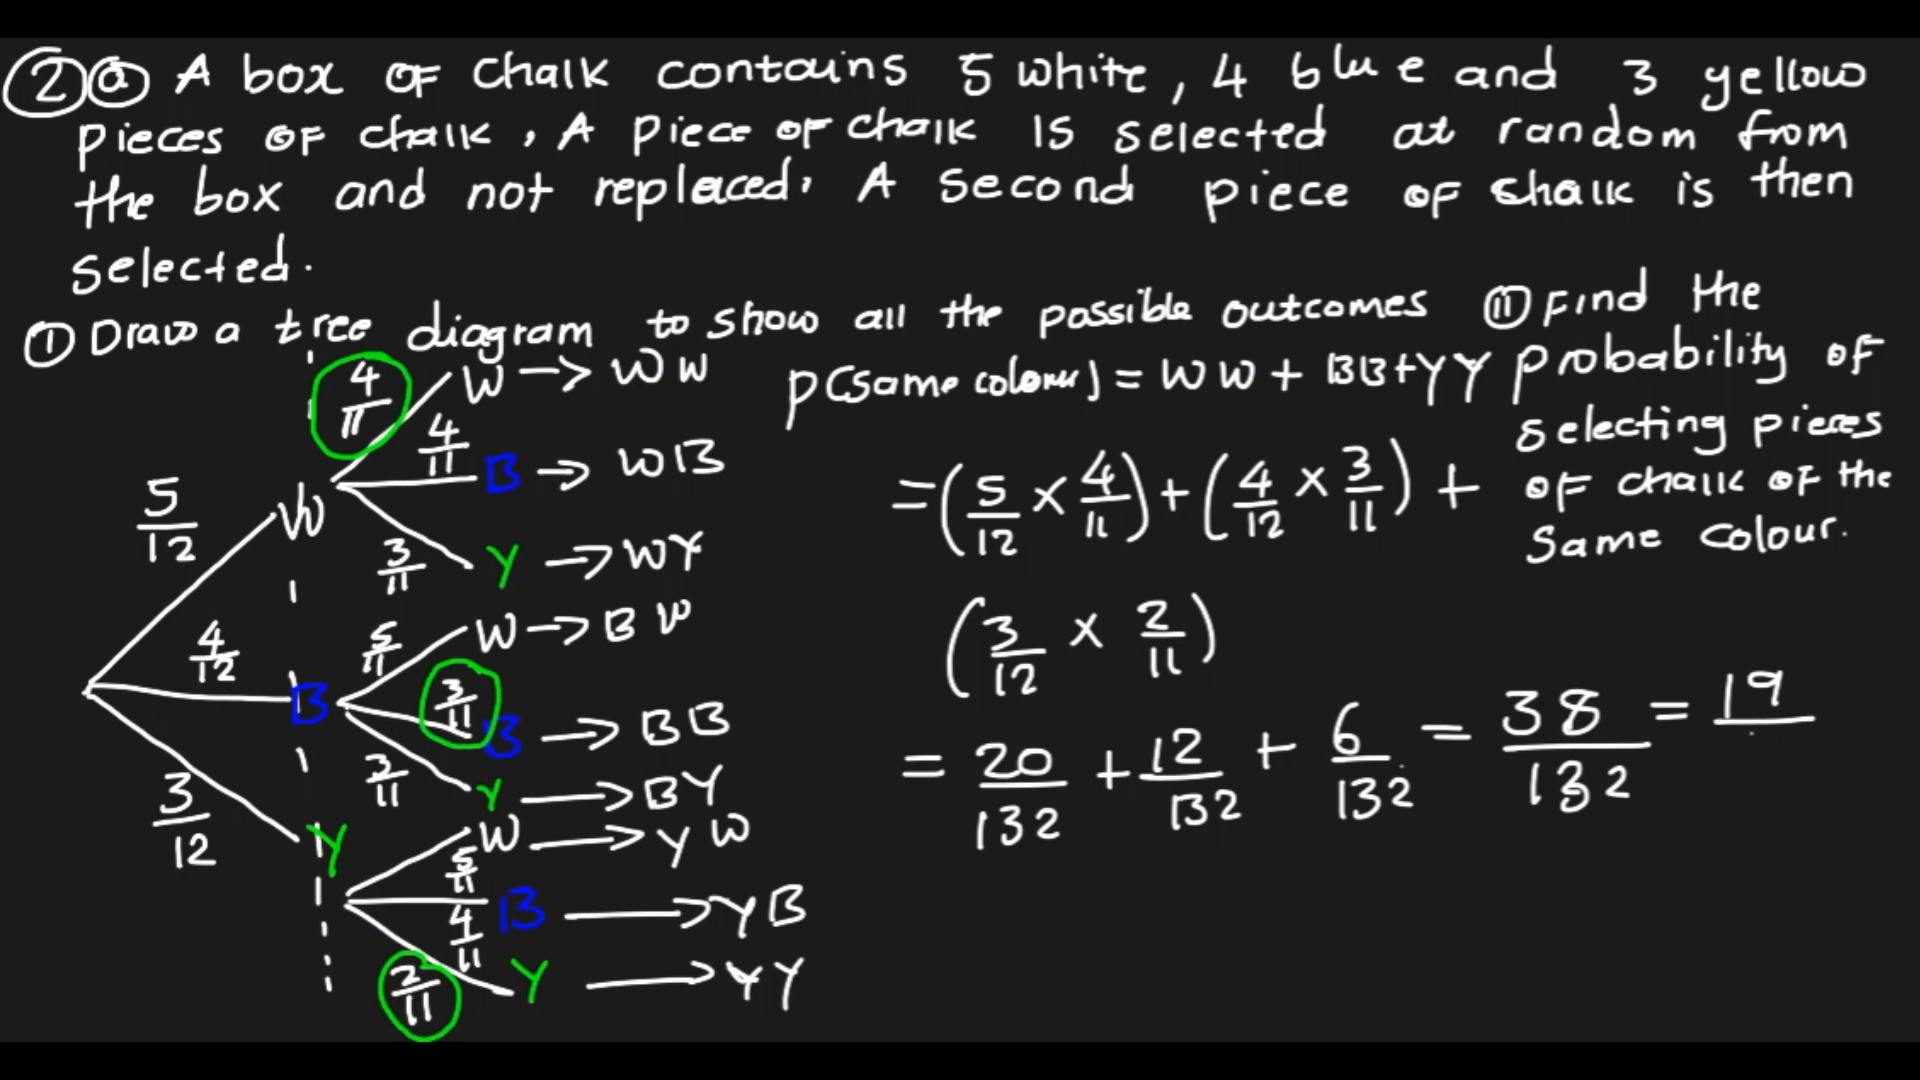 2 a A box of chalk contains 5 white, 4 blue and 3 yellow
pieces of chalk, A piece of chalk is selected at random from
the box and not replaced, A second piece of chalk is then
selected.
(i) Draw a tree diagram to show all the possible outcomes (ii) Find the
probability of
selecting pieces
of chalk of the
same colour.
5/12 W
4/11 W → WW
4/11 B → WB
3/11 Y → WY
4/12 B
5/11 W → BW
3/11 B → BB
3/11 Y → BY
3/12 Y
5/11 W → YW
4/11 B → YB
2/11 Y → YY
P(same colour) = WW + BB + YY
= (5/12 × 4/11) + (4/12 × 3/11) +
(3/12 × 2/11)
= 20/132 + 12/132 + 6/132 = 38/132 = 19